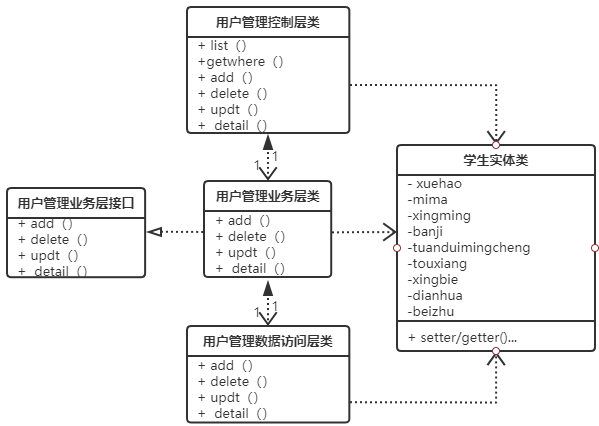 用户管理控制层类
+ list（）
+getwhere（）
+ add（）
+ delete（）
+ updt（）
+ detail（）
1
1
学生实体类
- xuehao
-mima
-xingming
-banji
-tuanduimingcheng
-touxiang
-xingbie
-dianhua
-beizhu
+ setter/getter()...
用户管理业务层接口
+ add（）
+ delete（）
+ updt（）
+ detail（）
用户管理业务层类
+ add（）
+ delete（）
+ updt（）
+ detail（）
1
1
用户管理数据访问层类
+ add（）
+ delete（）
+ updt（）
+ detail（）